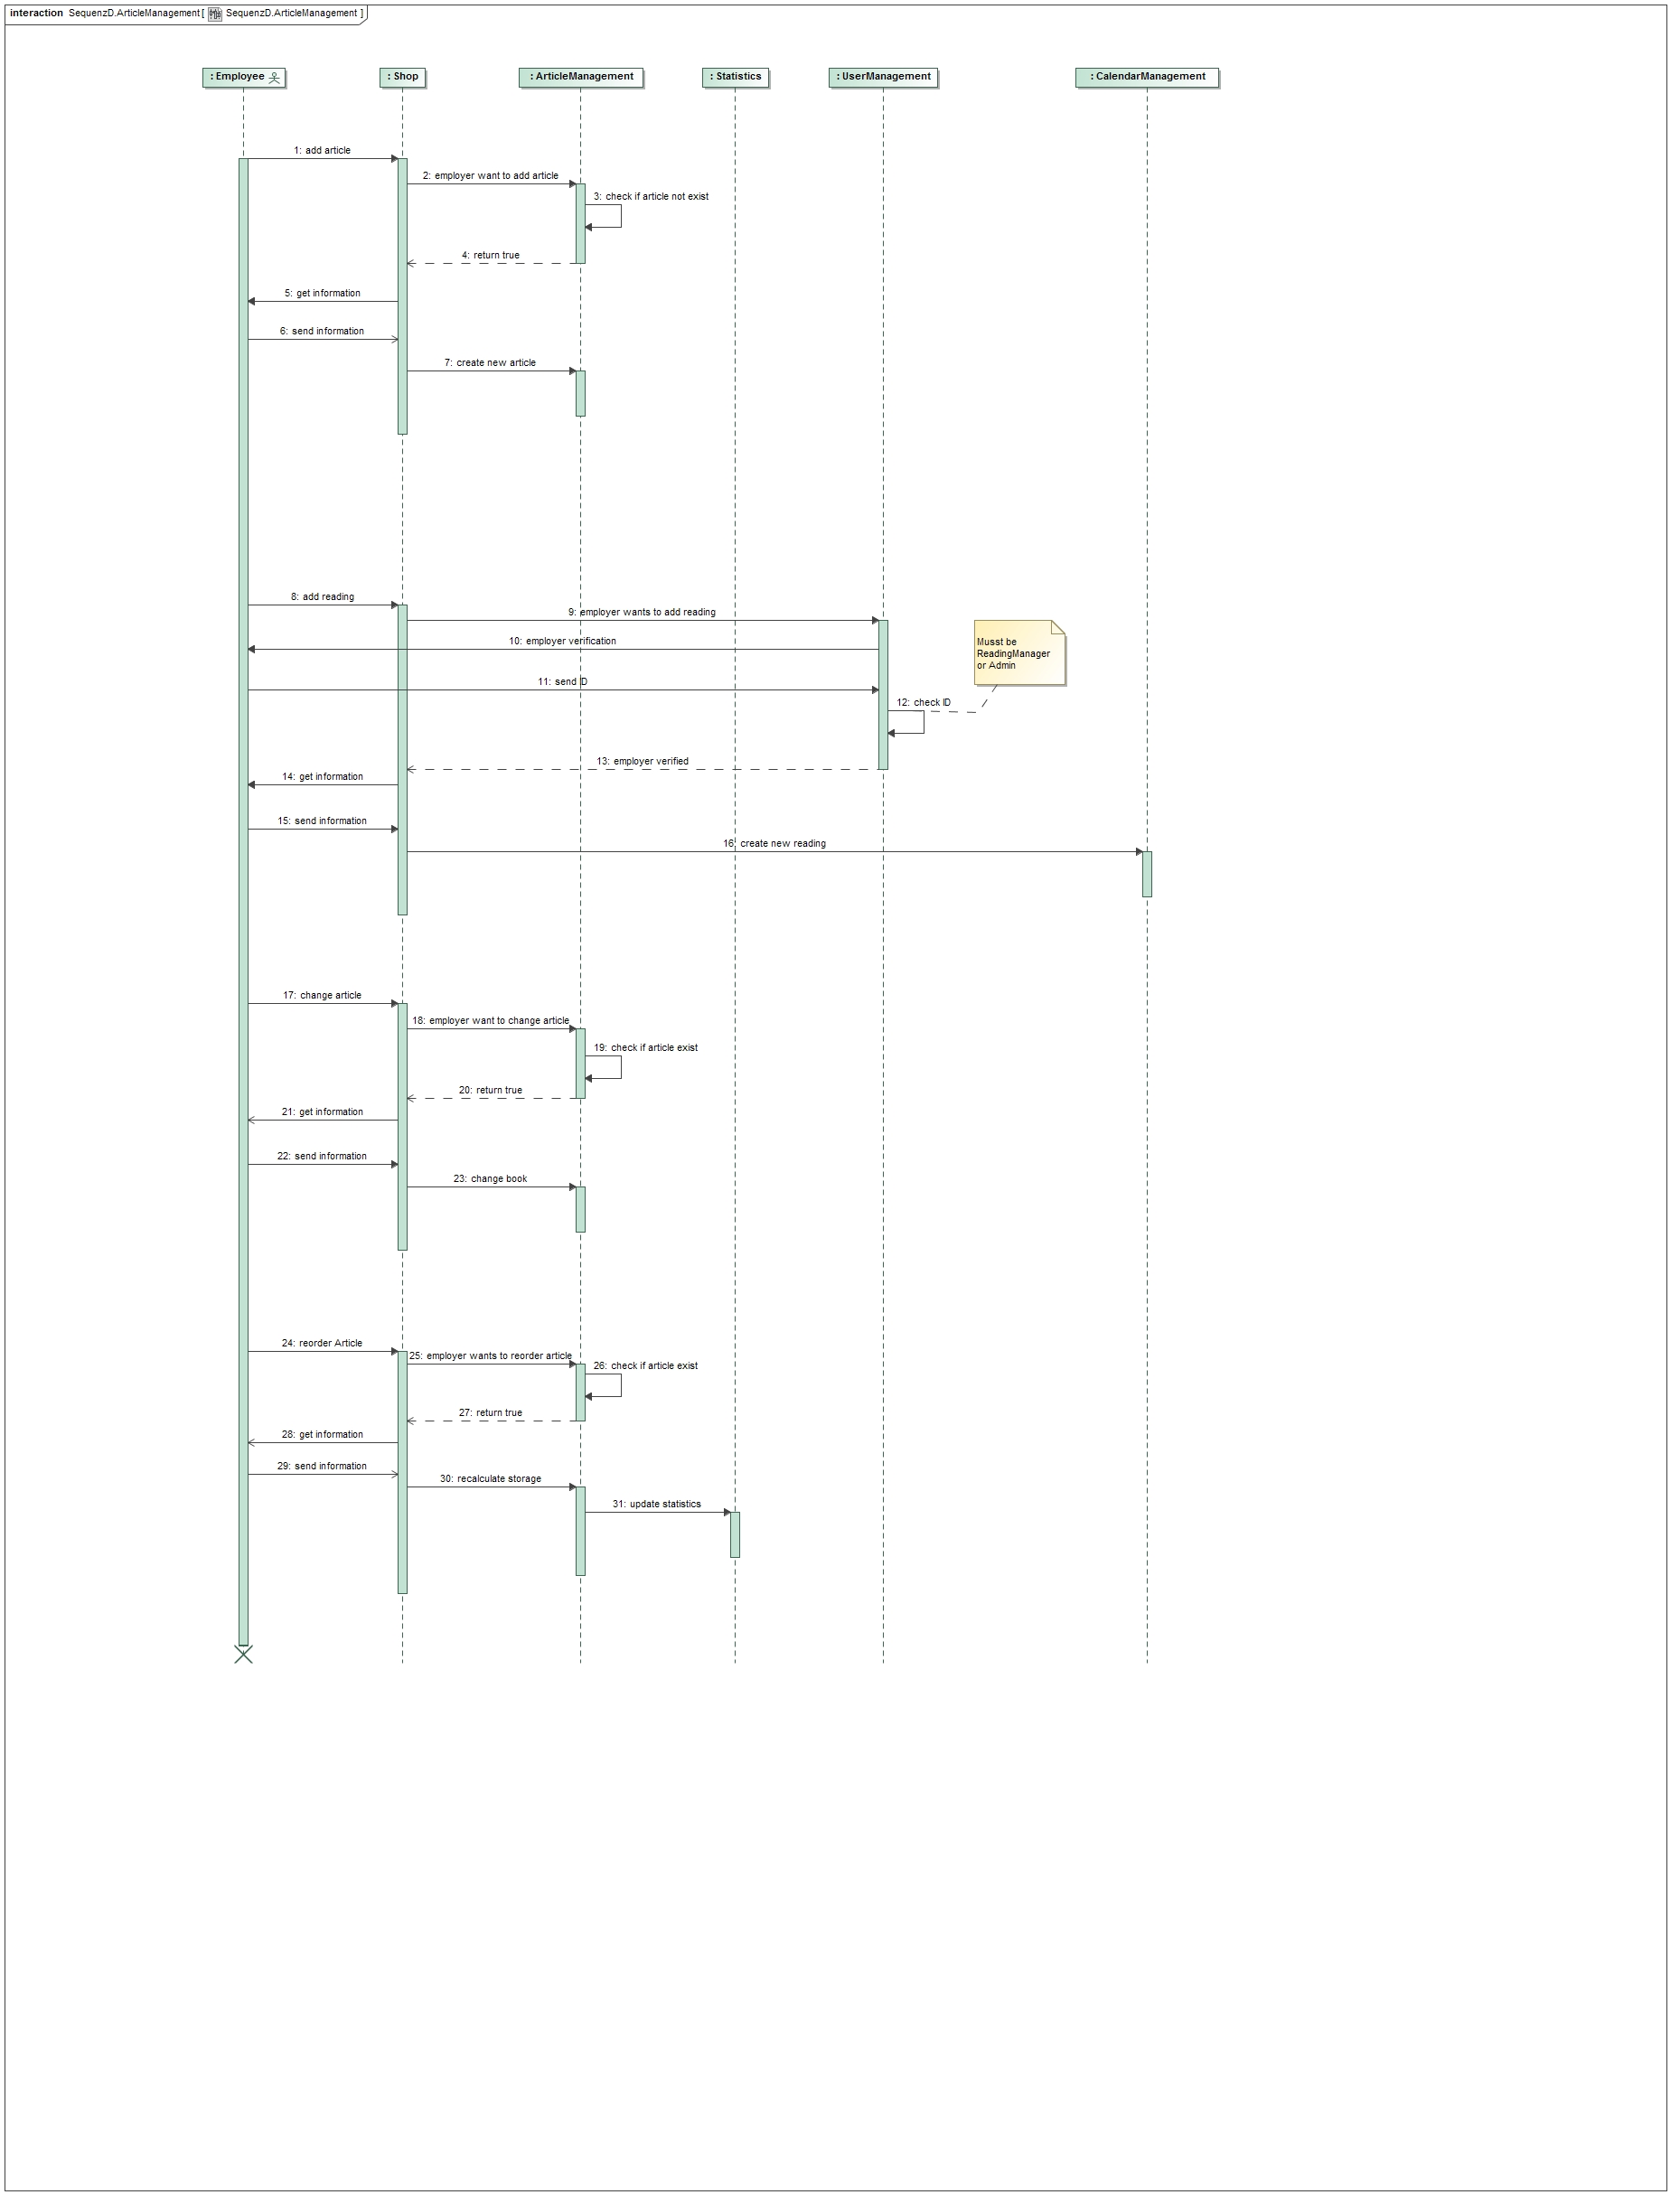 interaction SequenzD.ArticleManagement [ SequenzD.ArticleManagement ]
: Employee
: Shop
: ArticleManagement
: Statistics
: UserManagement
: CalendarManagement
1: add article
2: employer want to add article
3: check if article not exist
4: return true
5: get information
6: send information
7: create new article
8: add reading
9: employer wants to add reading
10: employer verification
Musst be
ReadingManager
or Admin
11: send ID
12: check ID
13: employer verified
14: get information
15: send information
16: create new reading
17: change article
18: employer want to change article
19: check if article exist
20: return true
21: get information
22: send information
23: change book
24: reorder Article
25: employer wants to reorder article
26: check if article exist
27: return true
28: get information
29: send information
30: recalculate storage
31: update statistics